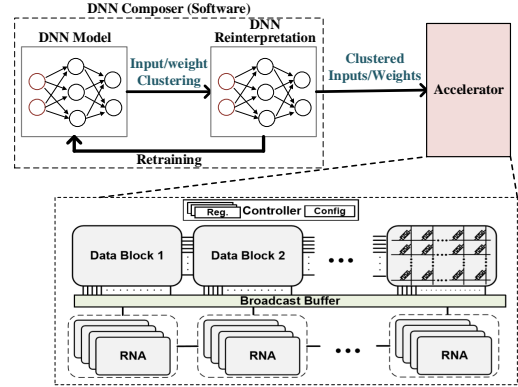 DNN Composer (Software)
DNN Model
DNN
Reinterpretation
Input/weight
Clustering
Clustered
Inputs/Weights
Accelerator
Retraining
Reg. Controller Config
Data Block 1
Data Block 2
Broadcast Buffer
RNA
RNA
RNA